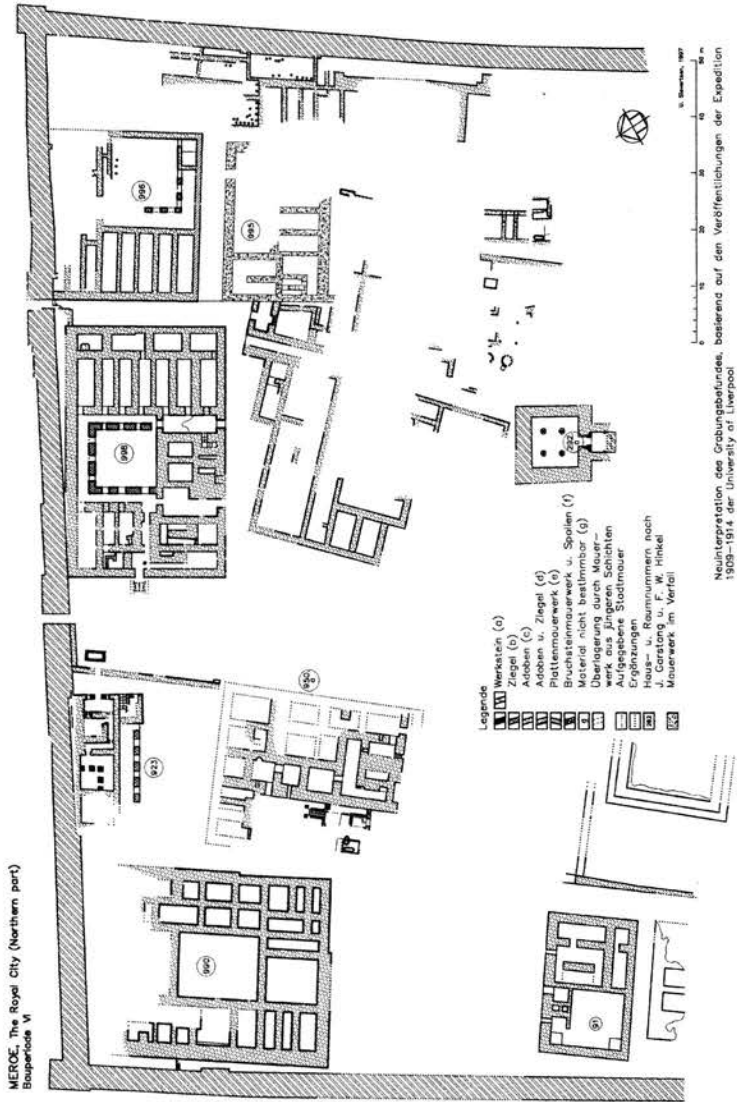 MEROE, The Royal City (Northern part)
Bauperiode VI
990
923
950
998
996
995
91
292
Legende
Werkstein (a)
Ziegel (b)
Adoben (c)
Adoben u. Ziegel (d)
Plattenmauerwerk (e)
Bruchsteinmauerwerk u. Spolien (f)
Material nicht bestimmbar (g)
Überlagerung durch Mauer-
werk aus jüngeren Schichten
Aufgegebene Stadtmauer
Ergänzungen
Haus- u. Raumnummern nach
J. Garstang u. F. W. Hinkel
Mauerwerk im Verfall
0 10 20 30 40 50 m
U. Sievertsen, 1997
Neuinterpretation des Grabungsbefundes, basierend auf den Veröffentlichungen der Expedition
1909-1914 der University of Liverpool